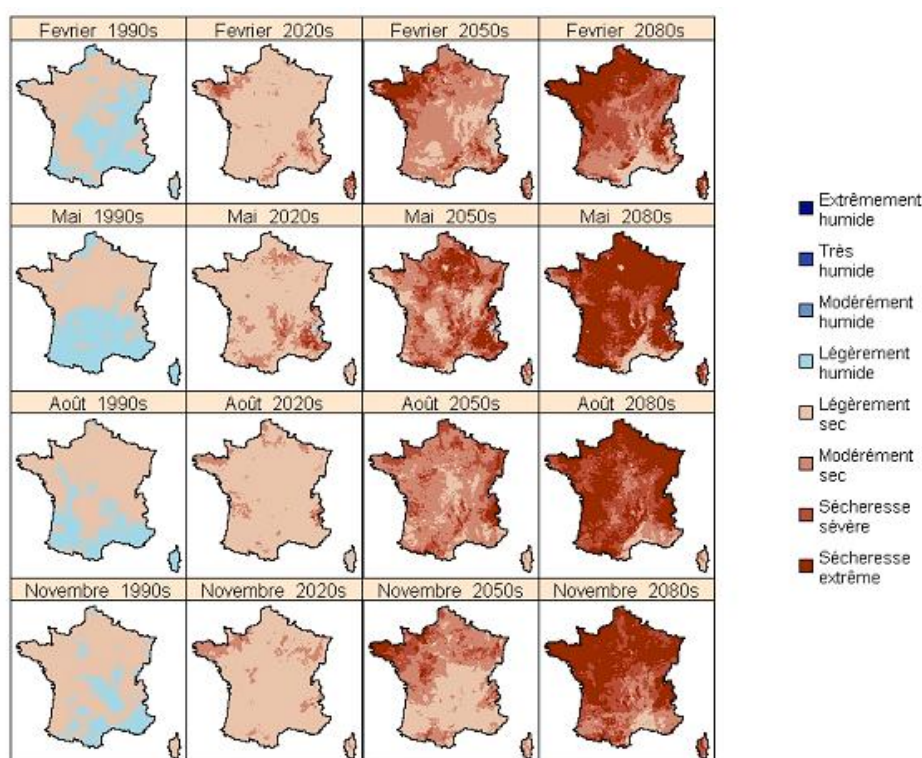 Fevrier 1990s
Fevrier 2020s
Fevrier 2050s
Fevrier 2080s
Mai 1990s
Mai 2020s
Mai 2050s
Mai 2080s
Août 1990s
Août 2020s
Août 2050s
Août 2080s
Novembre 1990s
Novembre 2020s
Novembre 2050s
Novembre 2080s
Extrêmement
humide
Très
humide
Modérément
humide
Légèrement
humide
Légèrement
sec
Modérément
sec
Sécheresse
sévère
Sécheresse
extrême